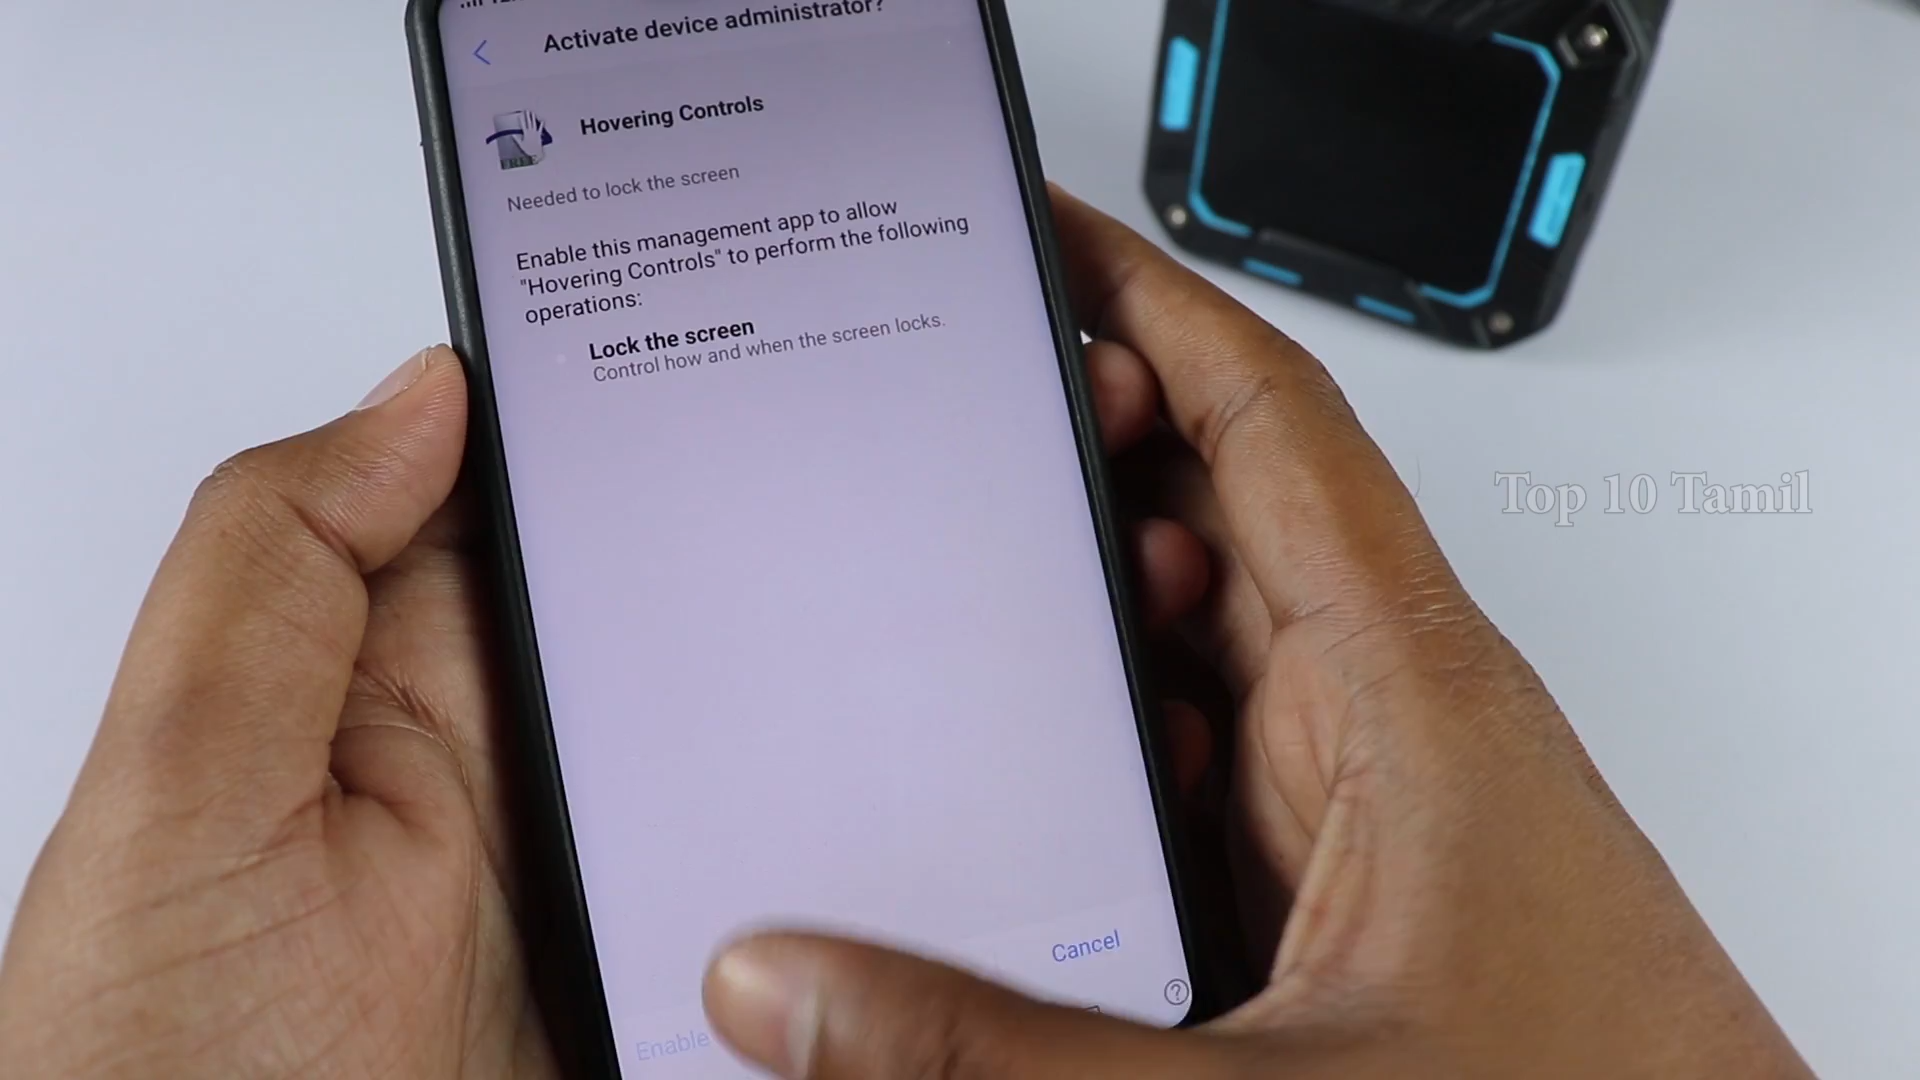 Activate device administrator?
Hovering Controls
FREE
Needed to lock the screen
Enable this management app to allow
"Hovering Controls" to perform the following
operations:
Lock the screen
Control how and when the screen locks.
Top 10 Tamil
Cancel
?
Enable